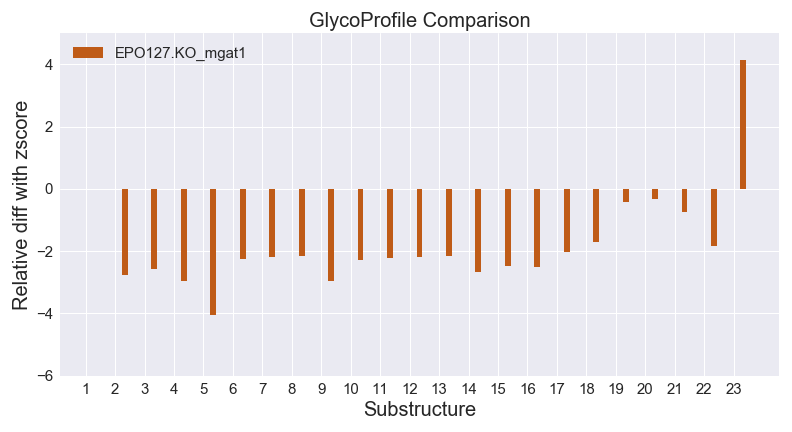 GlycoProfile Comparison
EPO127.KO_mgat1
Relative diff with zscore
4
2
0
−2
−4
−6
1 2 3 4 5 6 7 8 9 10 11 12 13 14 15 16 17 18 19 20 21 22 23
Substructure